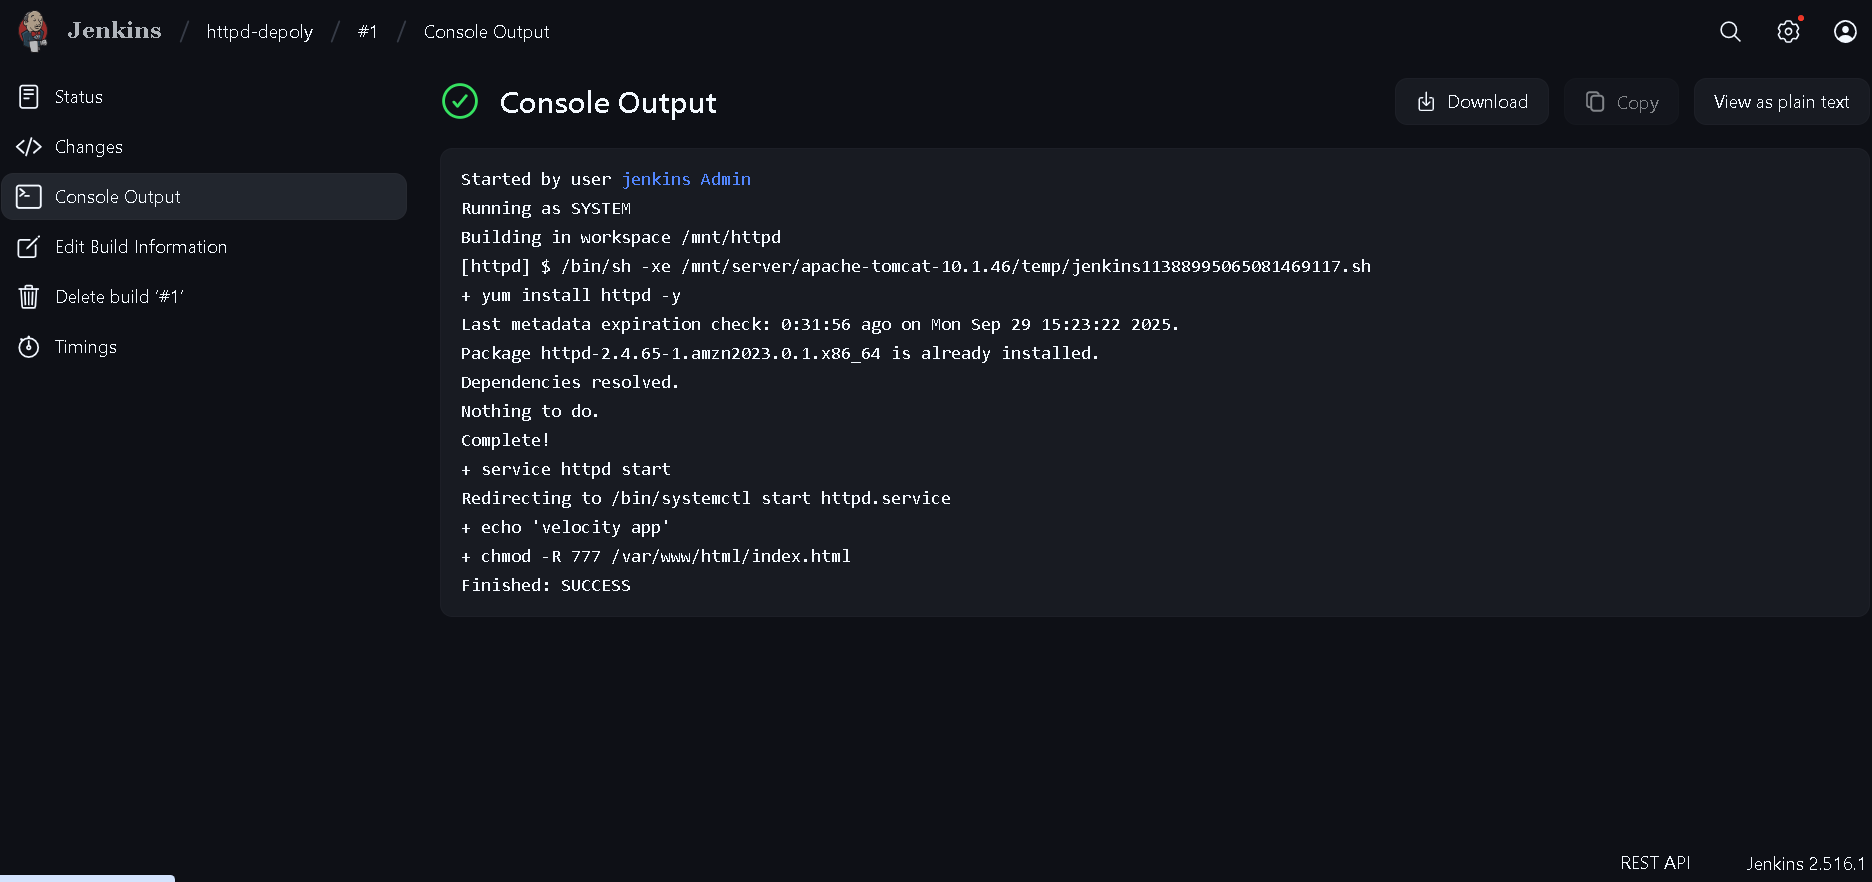 Jenkins / httpd-depoly / #1 / Console Output
Status
Changes
Console Output
Edit Build Information
Delete build ‘#1’
Timings
Console Output
Download
Copy
View as plain text
Started by user jenkins Admin
Running as SYSTEM
Building in workspace /mnt/httpd
[httpd] $ /bin/sh -xe /mnt/server/apache-tomcat-10.1.46/temp/jenkins11388995065081469117.sh
+ yum install httpd -y
Last metadata expiration check: 0:31:56 ago on Mon Sep 29 15:23:22 2025.
Package httpd-2.4.65-1.amzn2023.0.1.x86_64 is already installed.
Dependencies resolved.
Nothing to do.
Complete!
+ service httpd start
Redirecting to /bin/systemctl start httpd.service
+ echo 'velocity app'
+ chmod -R 777 /var/www/html/index.html
Finished: SUCCESS
REST API
Jenkins 2.516.1